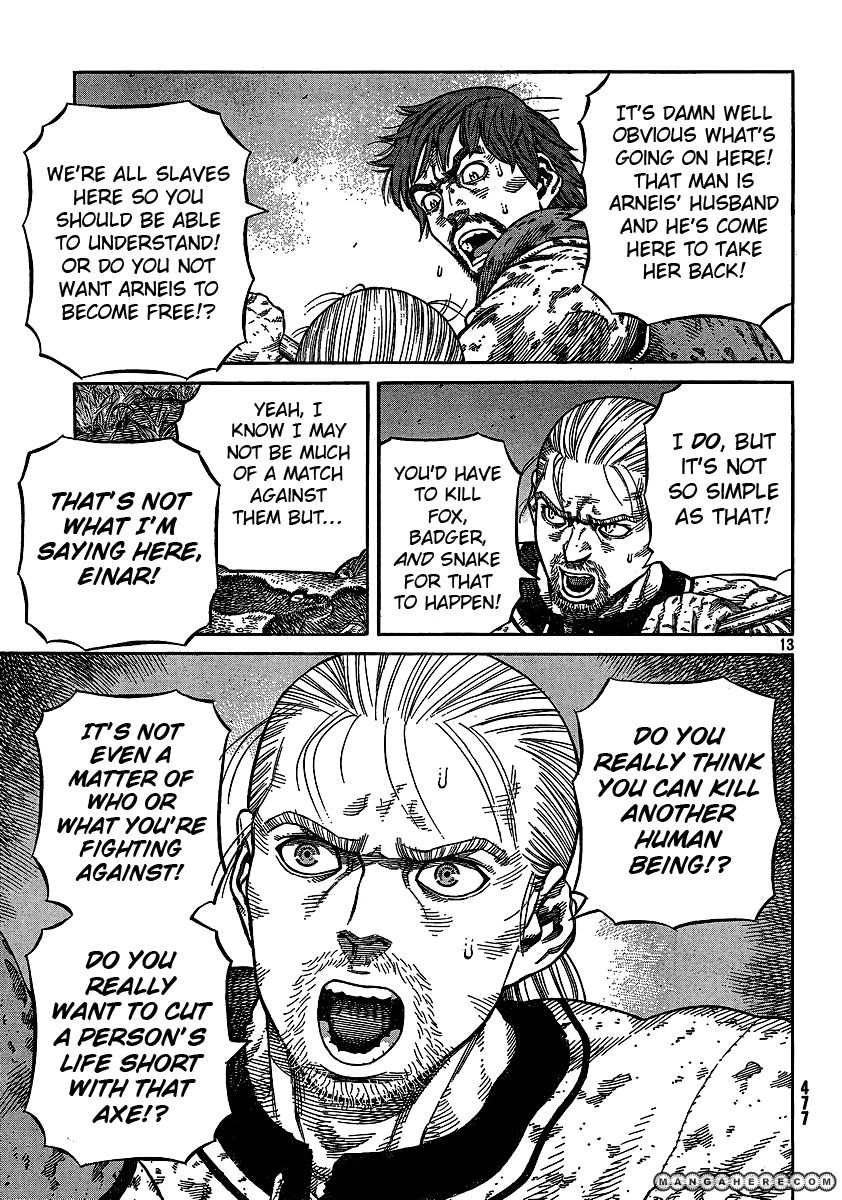 IT'S DAMN WELL
OBVIOUS WHAT'S
GOING ON HERE!
THAT MAN IS
ARNEIS' HUSBAND
AND HE'S COME
HERE TO TAKE
HER BACK!
WE'RE ALL SLAVES
HERE SO YOU
SHOULD BE ABLE
TO UNDERSTAND!
OR DO YOU NOT
WANT ARNEIS TO
BECOME FREE!?
I DO, BUT
IT'S NOT
SO SIMPLE
AS THAT!
YOU'D HAVE
TO KILL
FOX,
BADGER,
AND SNAKE
FOR THAT
TO HAPPEN!
YEAH, I
KNOW I MAY
NOT BE MUCH
OF A MATCH
AGAINST
THEM BUT...
THAT'S NOT
WHAT I'M
SAYING HERE,
EINAR!
13
DO YOU
REALLY THINK
YOU CAN KILL
ANOTHER
HUMAN
BEING!?
IT'S NOT
EVEN A
MATTER OF
WHO OR
WHAT YOU'RE
FIGHTING
AGAINST!
DO YOU
REALLY
WANT TO CUT
A PERSON'S
LIFE SHORT
WITH THAT
AXE!?
477
MANGAHERE.COM